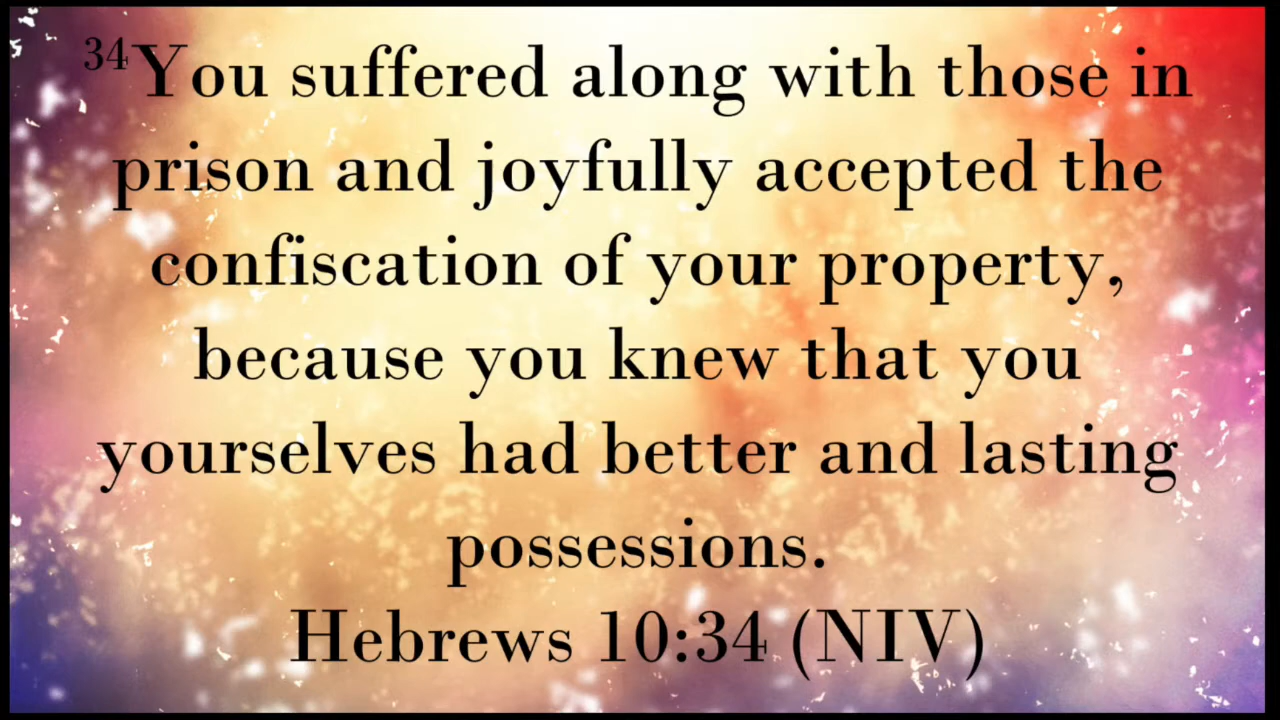 34You suffered along with those in
prison and joyfully accepted the
confiscation of your property,
because you knew that you
yourselves had better and lasting
possessions.
Hebrews 10:34 (NIV)